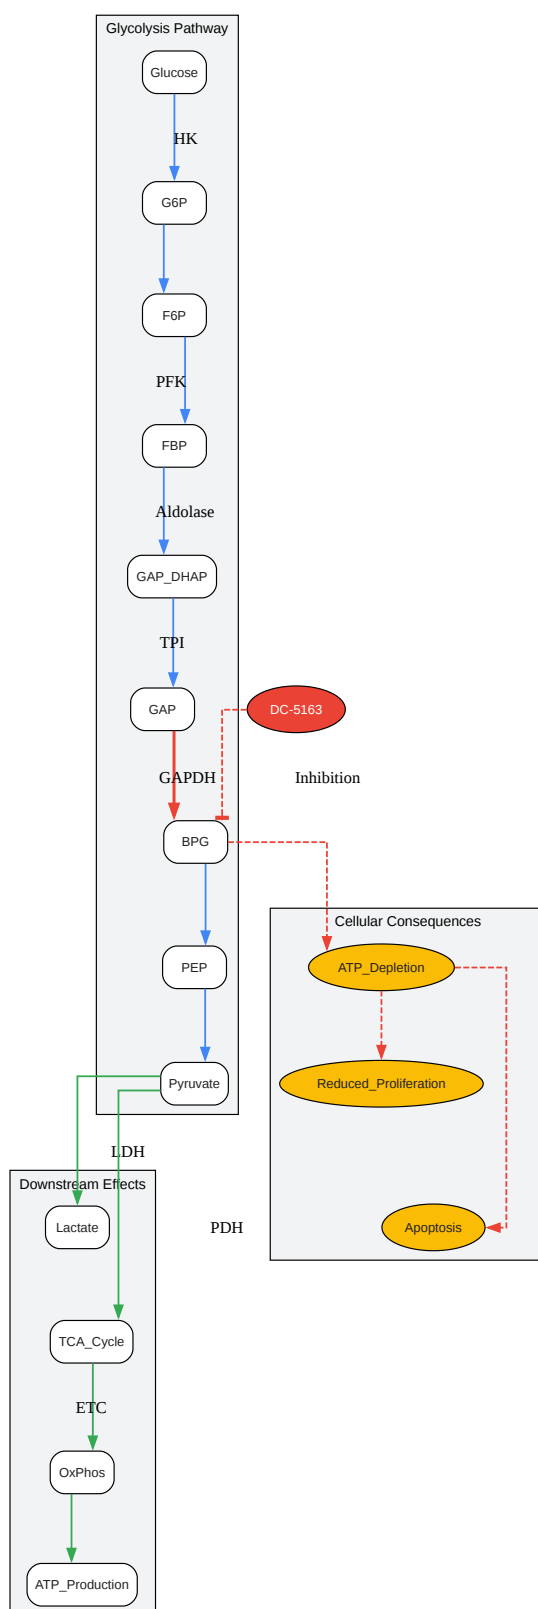 Glycolysis Pathway
Glucose
HK
G6P
F6P
PFK
FBP
Aldolase
GAP_DHAP
TPI
GAP
DC-5163
GAPDH
Inhibition
BPG
Cellular Consequences
PEP
ATP_Depletion
Pyruvate
Reduced_Proliferation
LDH
Downstream Effects
Lactate
PDH
Apoptosis
TCA_Cycle
ETC
OxPhos
ATP_Production